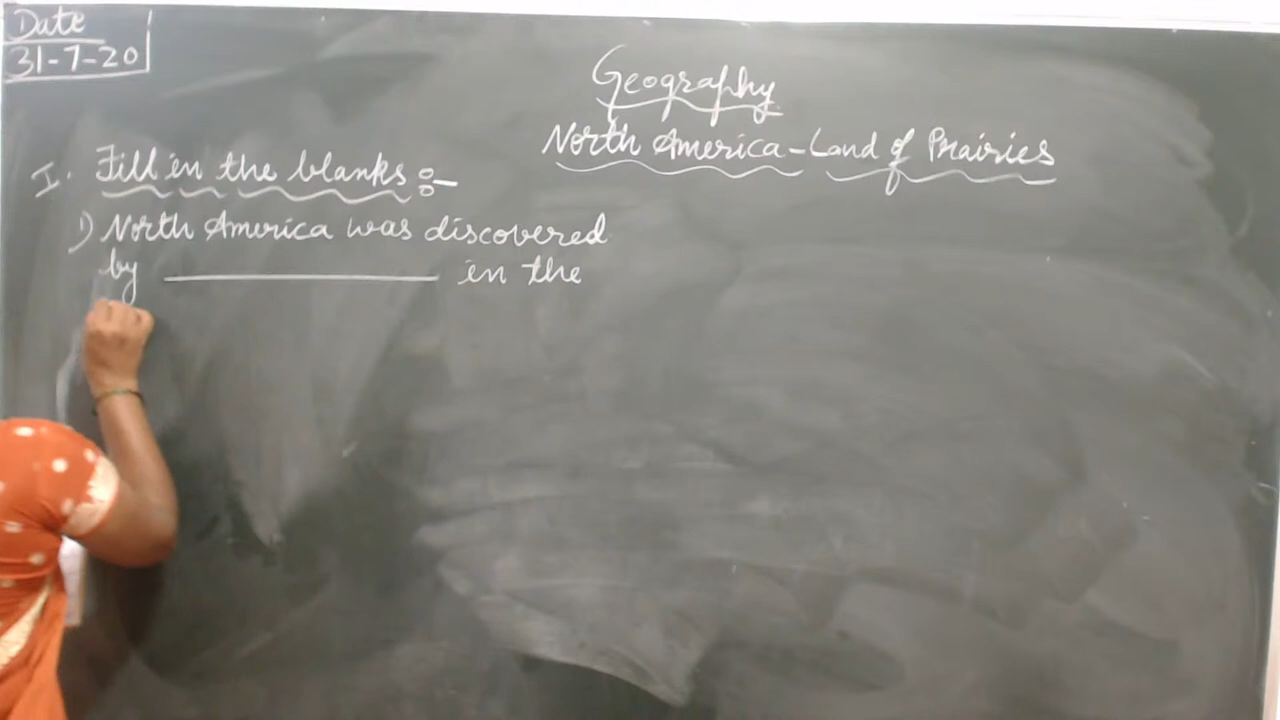 Date
31-7-20
Geography
North America - Land of Prairies
I. Fill in the blanks :-
1) North America was discovered
by ____________ in the